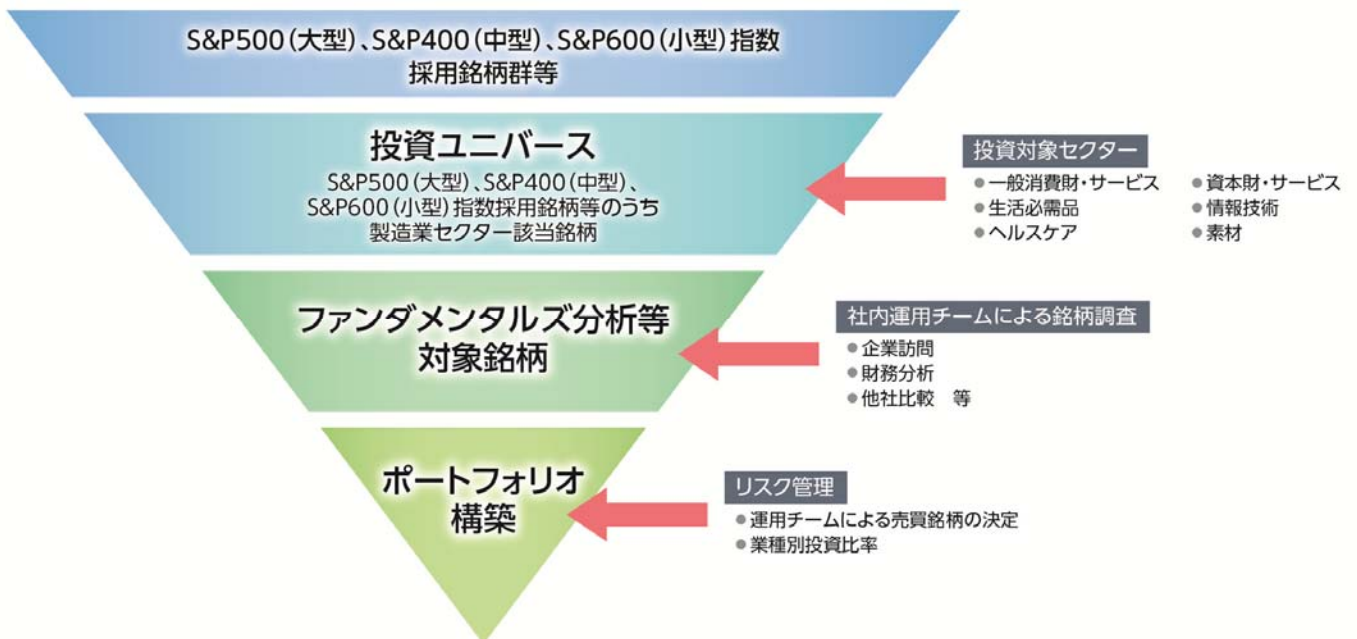 S&P500（大型）、S&P400（中型）、S&P600（小型）指数
採用銘柄群等
投資ユニバース
S&P500（大型）、S&P400（中型）、
S&P600（小型）指数採用銘柄等のうち
製造業セクター該当銘柄
投資対象セクター
●一般消費財・サービス ●資本財・サービス
●生活必需品 ●情報技術
●ヘルスケア ●素材
ファンダメンタルズ分析等
対象銘柄
社内運用チームによる銘柄調査
●企業訪問
●財務分析
●他社比較　等
ポートフォリオ
構築
リスク管理
●運用チームによる売買銘柄の決定
●業種別投資比率